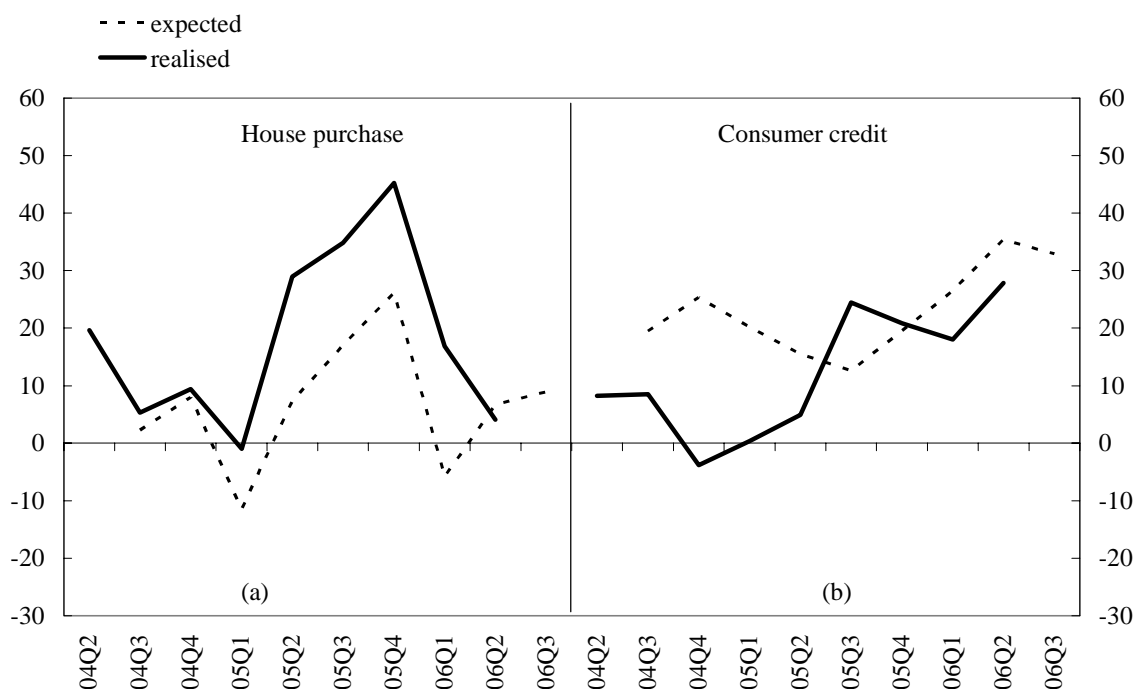 expected
realised
60 60
House purchase Consumer credit
50 50
40 40
30 30
20 20
10 10
0 0
-10 -10
-20 -20
(a) (b)
-30 -30
04Q2 04Q3 04Q4 05Q1 05Q2 05Q3 05Q4 06Q1 06Q2 06Q3 04Q2 04Q3 04Q4 05Q1 05Q2 05Q3 05Q4 06Q1 06Q2 06Q3